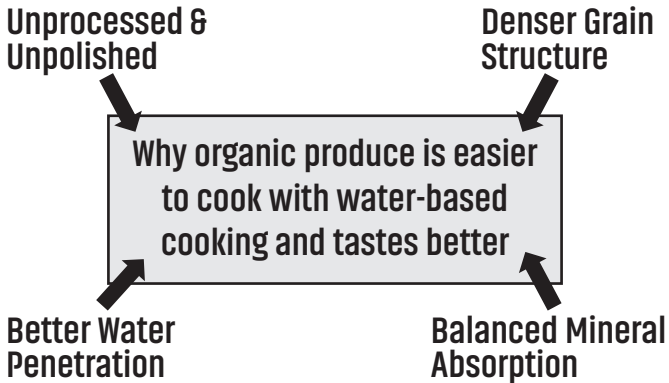 Unprocessed &
Unpolished
Denser Grain
Structure
Why organic produce is easier
to cook with water-based
cooking and tastes better
Better Water
Penetration
Balanced Mineral
Absorption